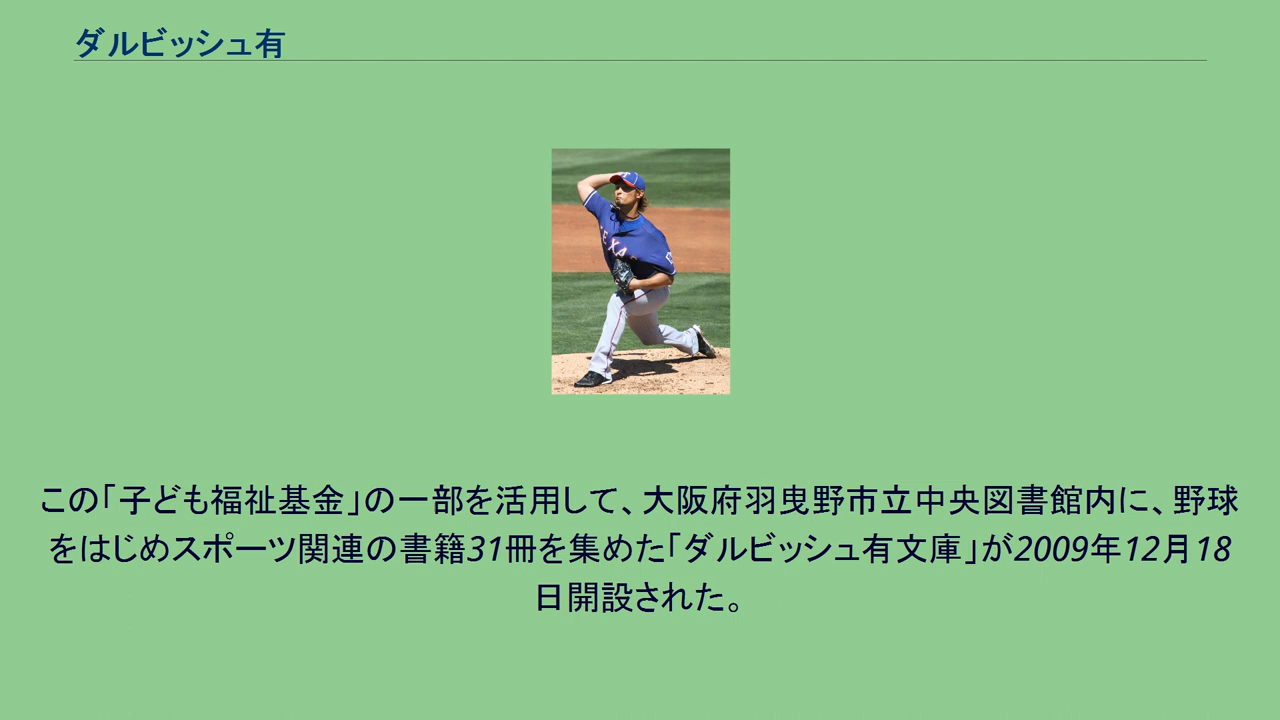 ダルビッシュ有
この「子ども福祉基金」の一部を活用して、大阪府羽曳野市立中央図書館内に、野球
をはじめスポーツ関連の書籍31冊を集めた「ダルビッシュ有文庫」が2009年12月18
日開設された。